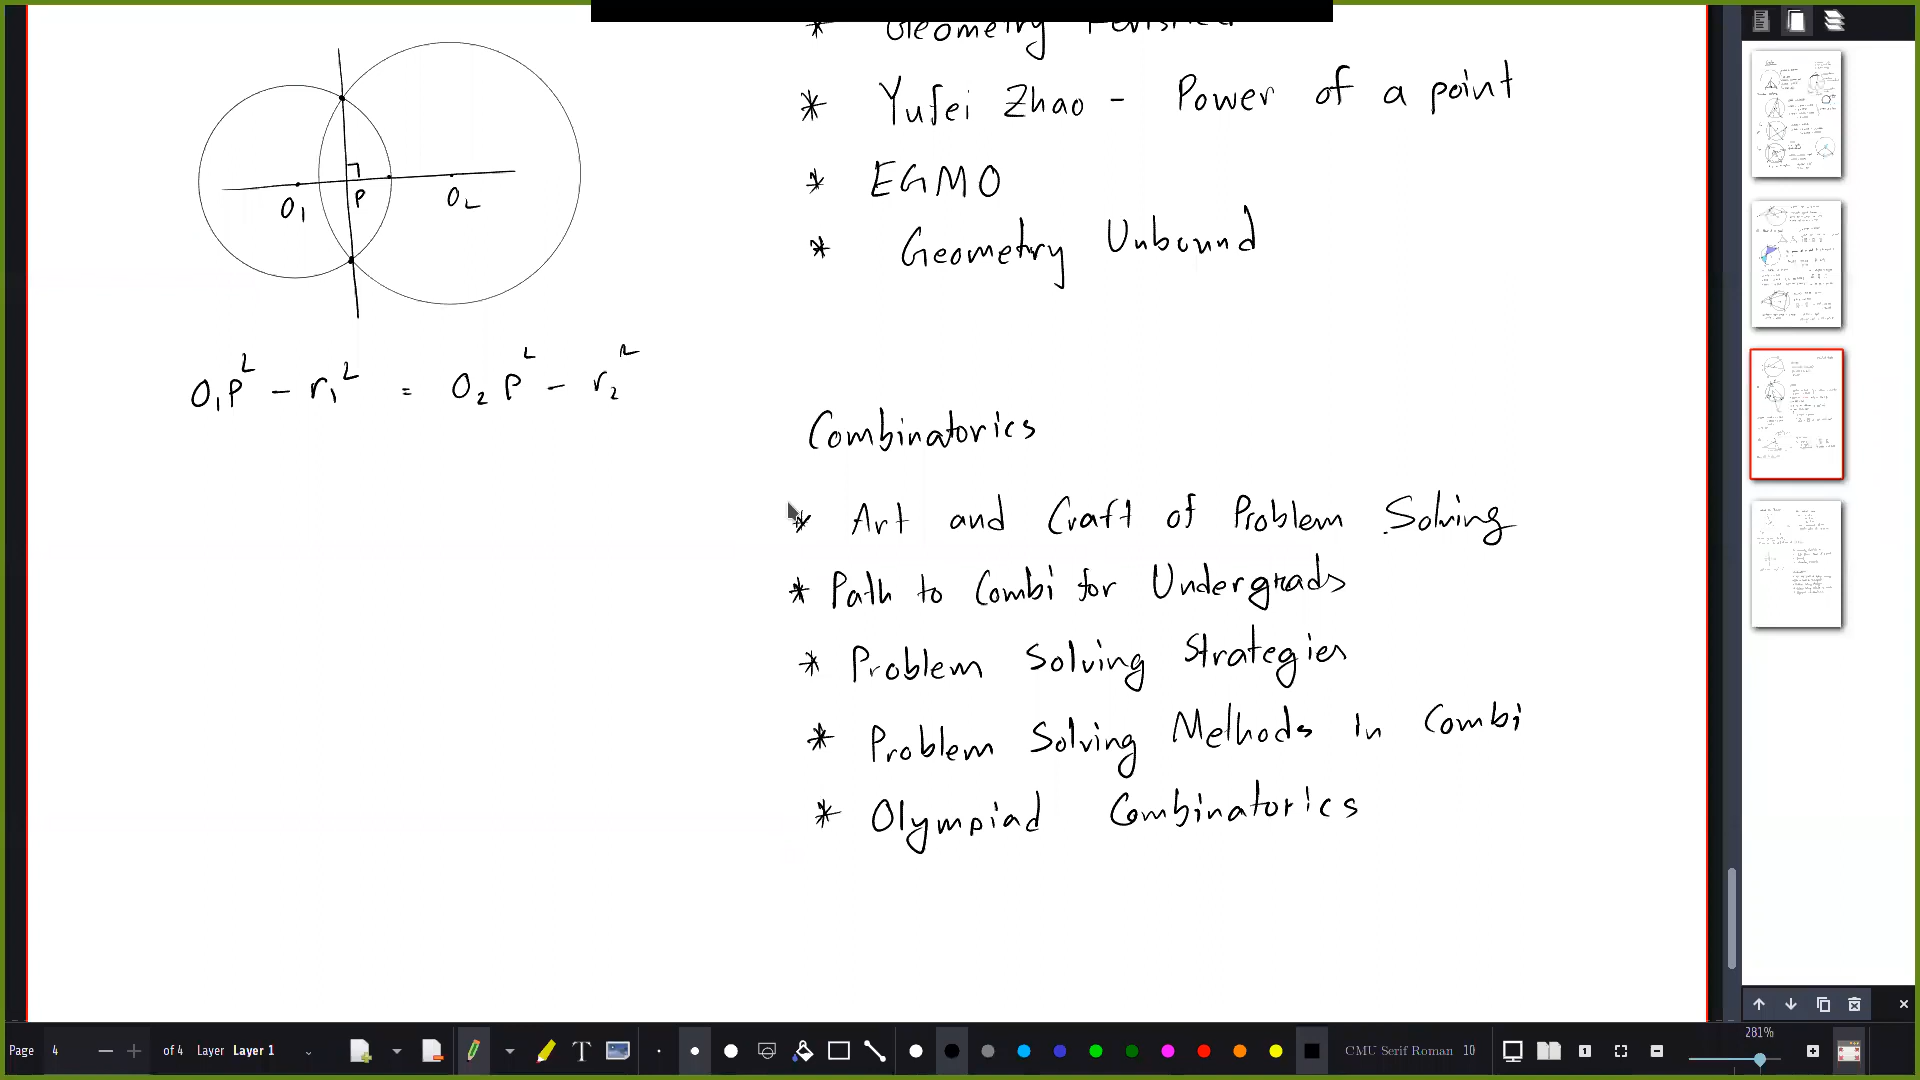 * Geometry Revisited
* Yufei Zhao - Power of a point
* EGMO
* Geometry Unbound
O₁ P O₂
O₁P² - r₁² = O₂P² - r₂²
Combinatorics
* Art and Craft of Problem Solving
* Path to Combi for Undergrads
* Problem Solving Strategies
* Problem Solving Methods in Combi
* Olympiad Combinatorics
Page 4 of 4 Layer Layer 1
CMU Serif Roman 10
281%